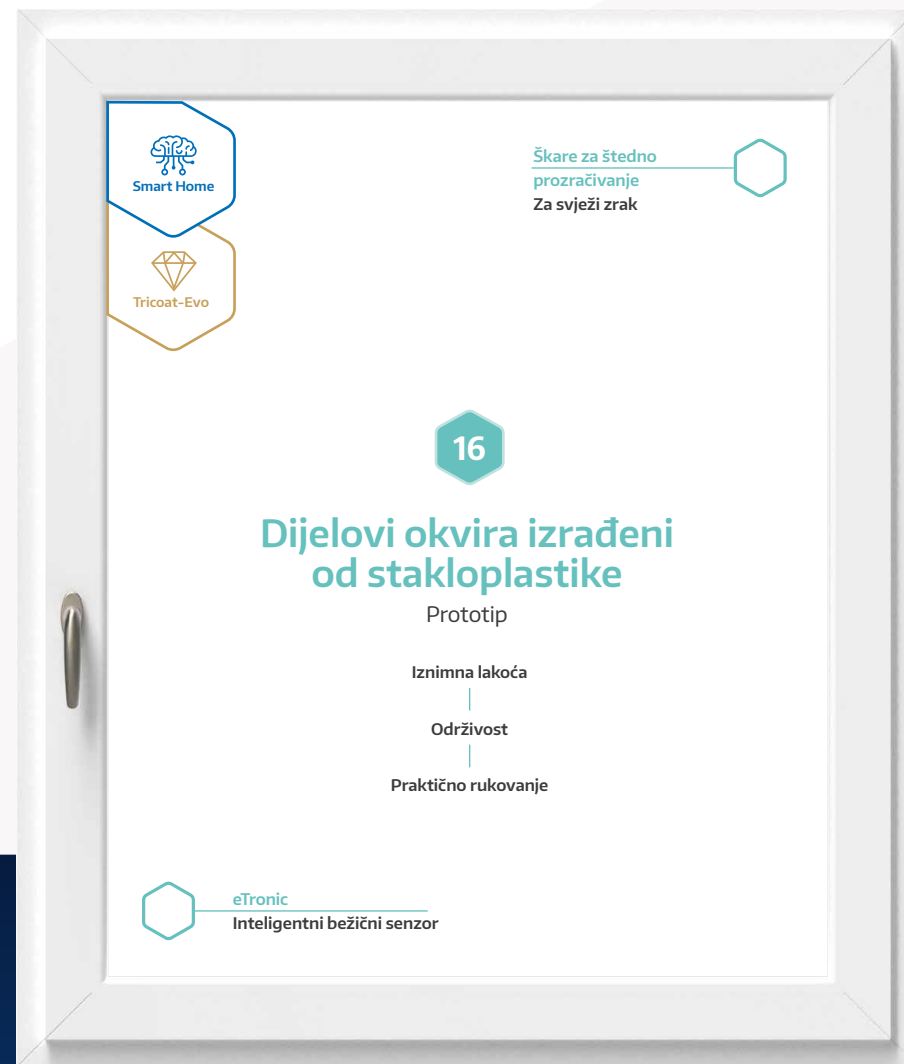 Smart Home
Tricoat-Evo
Škare za štedno
prozračivanje
Za svježi zrak
16
Dijelovi okvira izrađeni
od stakloplastike
Prototip
Iznimna lakoća
Održivost
Praktično rukovanje
eTronic
Inteligentni bežični senzor